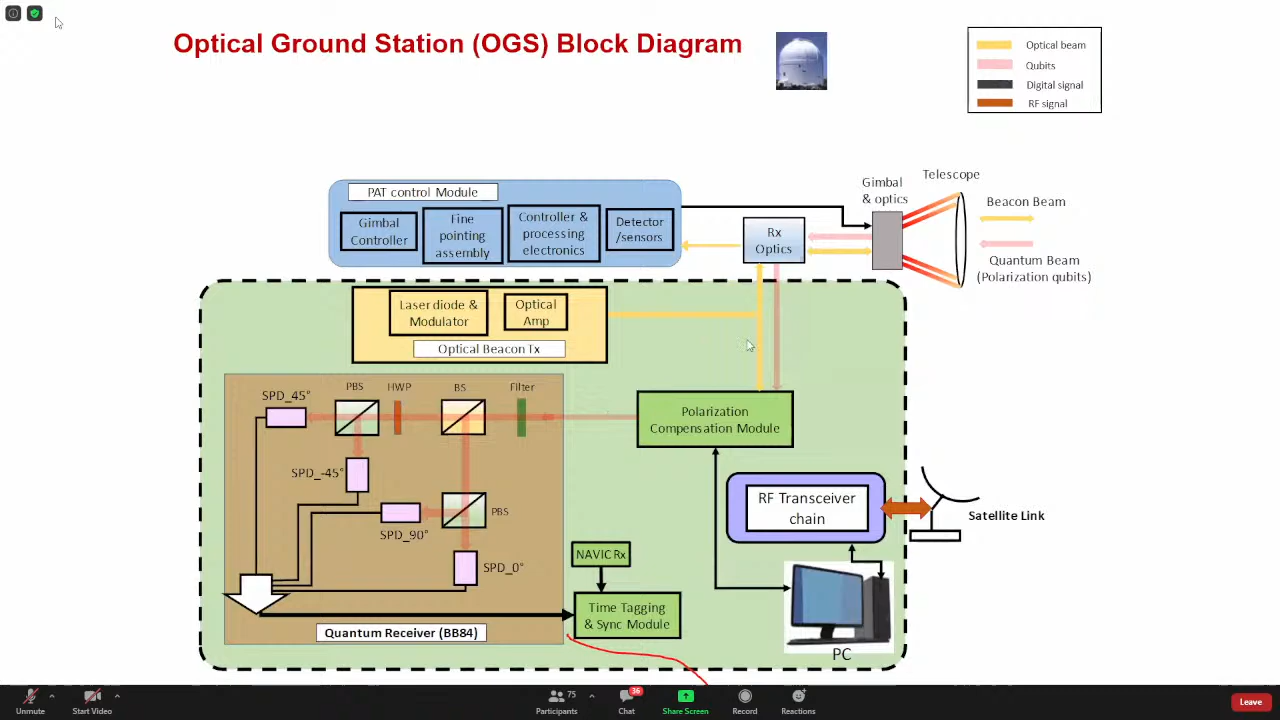 Optical Ground Station (OGS) Block Diagram
Optical beam
Qubits
Digital signal
RF signal
PAT control Module
Gimbal
Controller
Fine
pointing
assembly
Controller &
processing
electronics
Detector
/sensors
Rx
Optics
Gimbal
& optics
Telescope
Beacon Beam
Quantum Beam
(Polarization qubits)
Laser diode &
Modulator
Optical
Amp
Optical Beacon Tx
SPD_45°
PBS
HWP
BS
Filter
Polarization
Compensation Module
SPD_-45°
SPD_90°
PBS
SPD_0°
RF Transceiver
chain
Satellite Link
NAVIC Rx
Time Tagging
& Sync Module
Quantum Receiver (BB84)
PC
Unmute
Start Video
75
Participants
36
Chat
Share Screen
Record
Reactions
Leave